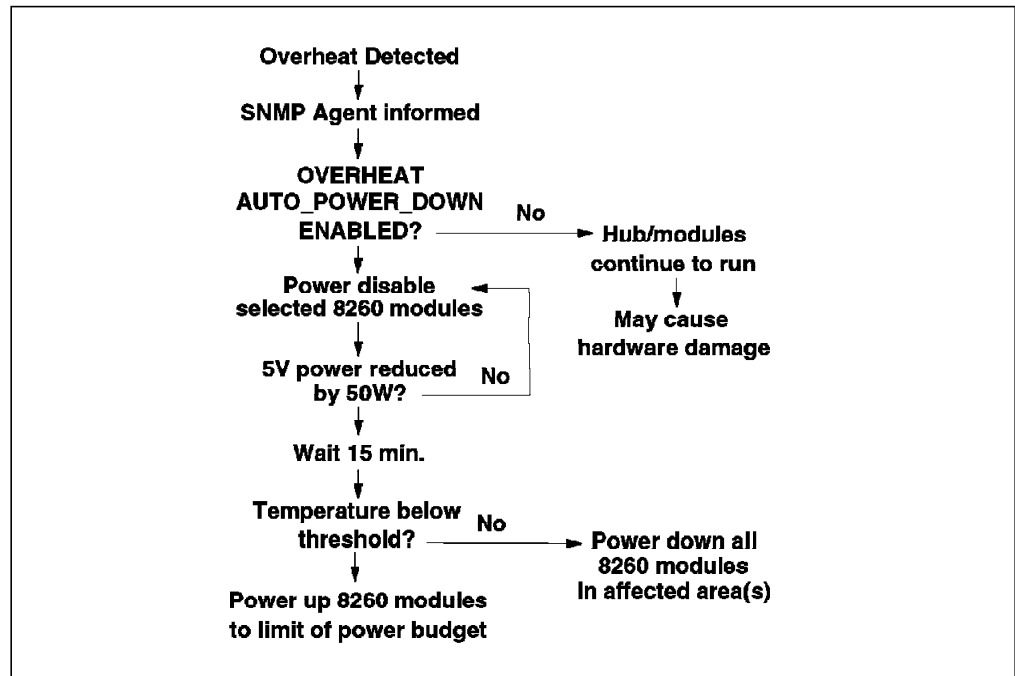 Overheat Detected
SNMP Agent informed
OVERHEAT
AUTO_POWER_DOWN
ENABLED?
No
Hub/modules
continue to run
May cause
hardware damage
Power disable
selected 8260 modules
5V power reduced
by 50W?
No
Wait 15 min.
Temperature below
threshold?
No
Power down all
8260 modules
In affected area(s)
Power up 8260 modules
to limit of power budget